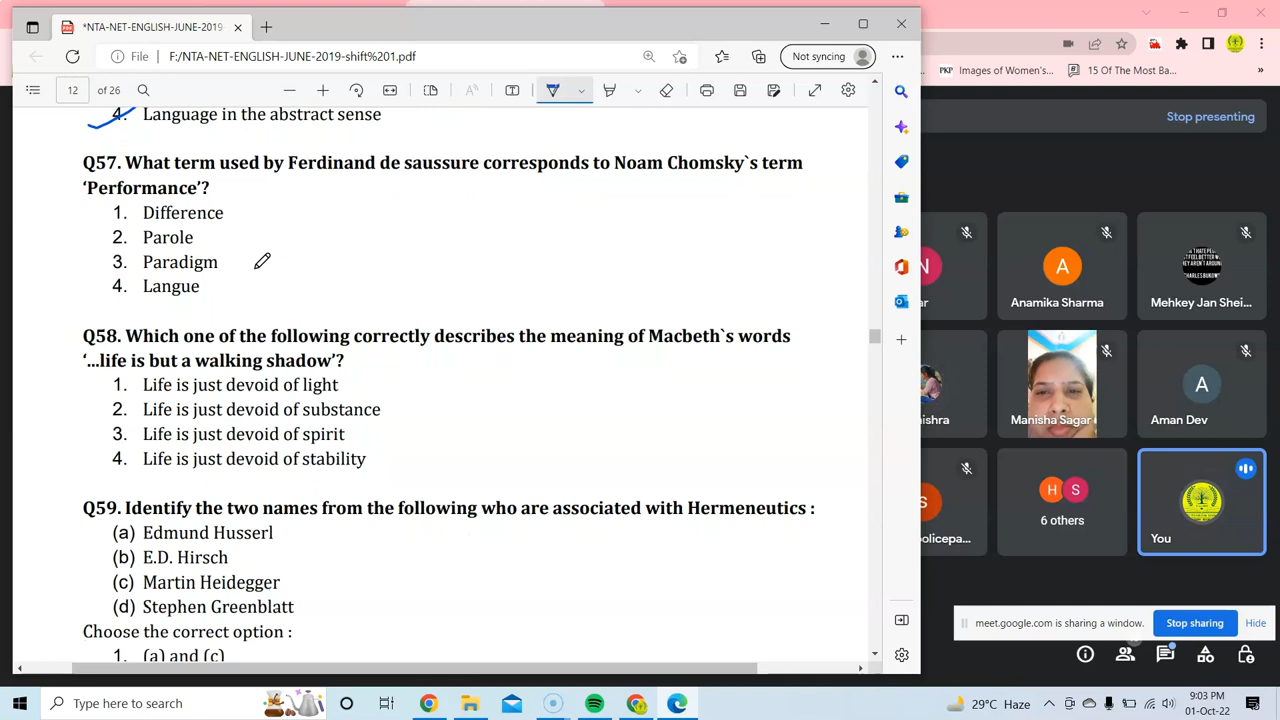 *NTA-NET-ENGLISH-JUNE-2019
File
F:/NTA-NET-ENGLISH-JUNE-2019-shift%201.pdf
Not syncing
12
of 26
PKP
Images of Women's...
B
15 Of The Most Ba...
Stop presenting
4. Language in the abstract sense
Q57. What term used by Ferdinand de saussure corresponds to Noam Chomsky`s term
‘Performance’?
1. Difference
2. Parole
3. Paradigm
4. Langue
Q58. Which one of the following correctly describes the meaning of Macbeth`s words
‘…life is but a walking shadow’?
1. Life is just devoid of light
2. Life is just devoid of substance
3. Life is just devoid of spirit
4. Life is just devoid of stability
Q59. Identify the two names from the following who are associated with Hermeneutics :
(a) Edmund Husserl
(b) E.D. Hirsch
(c) Martin Heidegger
(d) Stephen Greenblatt
Choose the correct option :
1. (a) and (c)
N
ar
A
Anamika Sharma
Mehkey Jan Shei...
ishra
Manisha Sagar
A
Aman Dev
S
olicepa...
H
S
6 others
You
meet.google.com is sharing a window.
Stop sharing
Hide
Type here to search
29°C Haze
9:03 PM
01-Oct-22